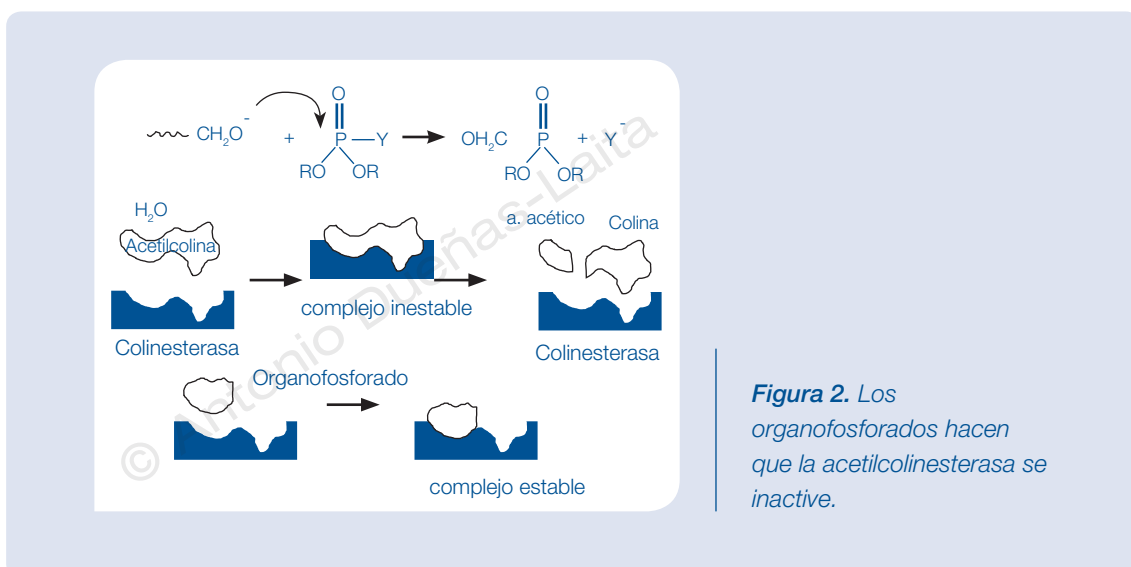 O O
CH₂O⁻ + P—Y OH₂C P + Y⁻
RO OR RO OR
H₂O
Acetilcolina
a. acético Colina
complejo inestable
Colinesterasa Colinesterasa
Organofosforado
complejo estable
© Antonio Dueñas-Laita
Figura 2. Los
organofosforados hacen
que la acetilcolinesterasa se
inactive.